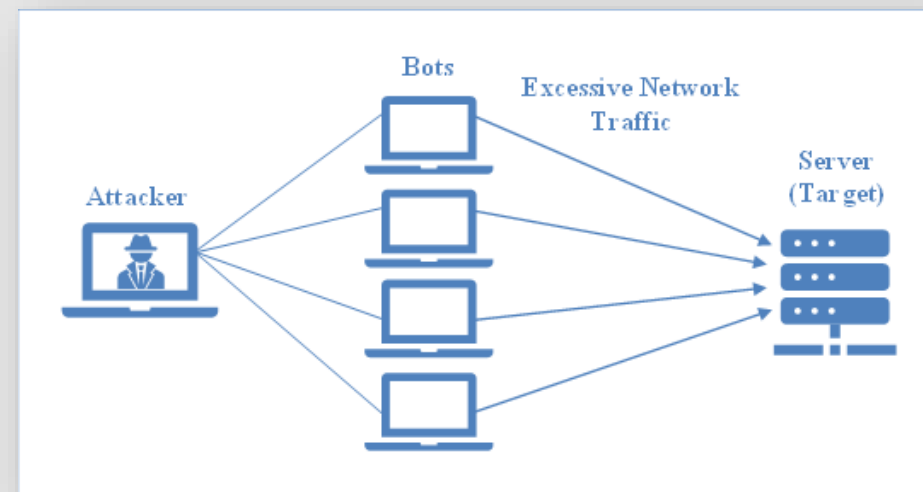 Bots
Excessive Network
Traffic
Server
(Target)
Attacker